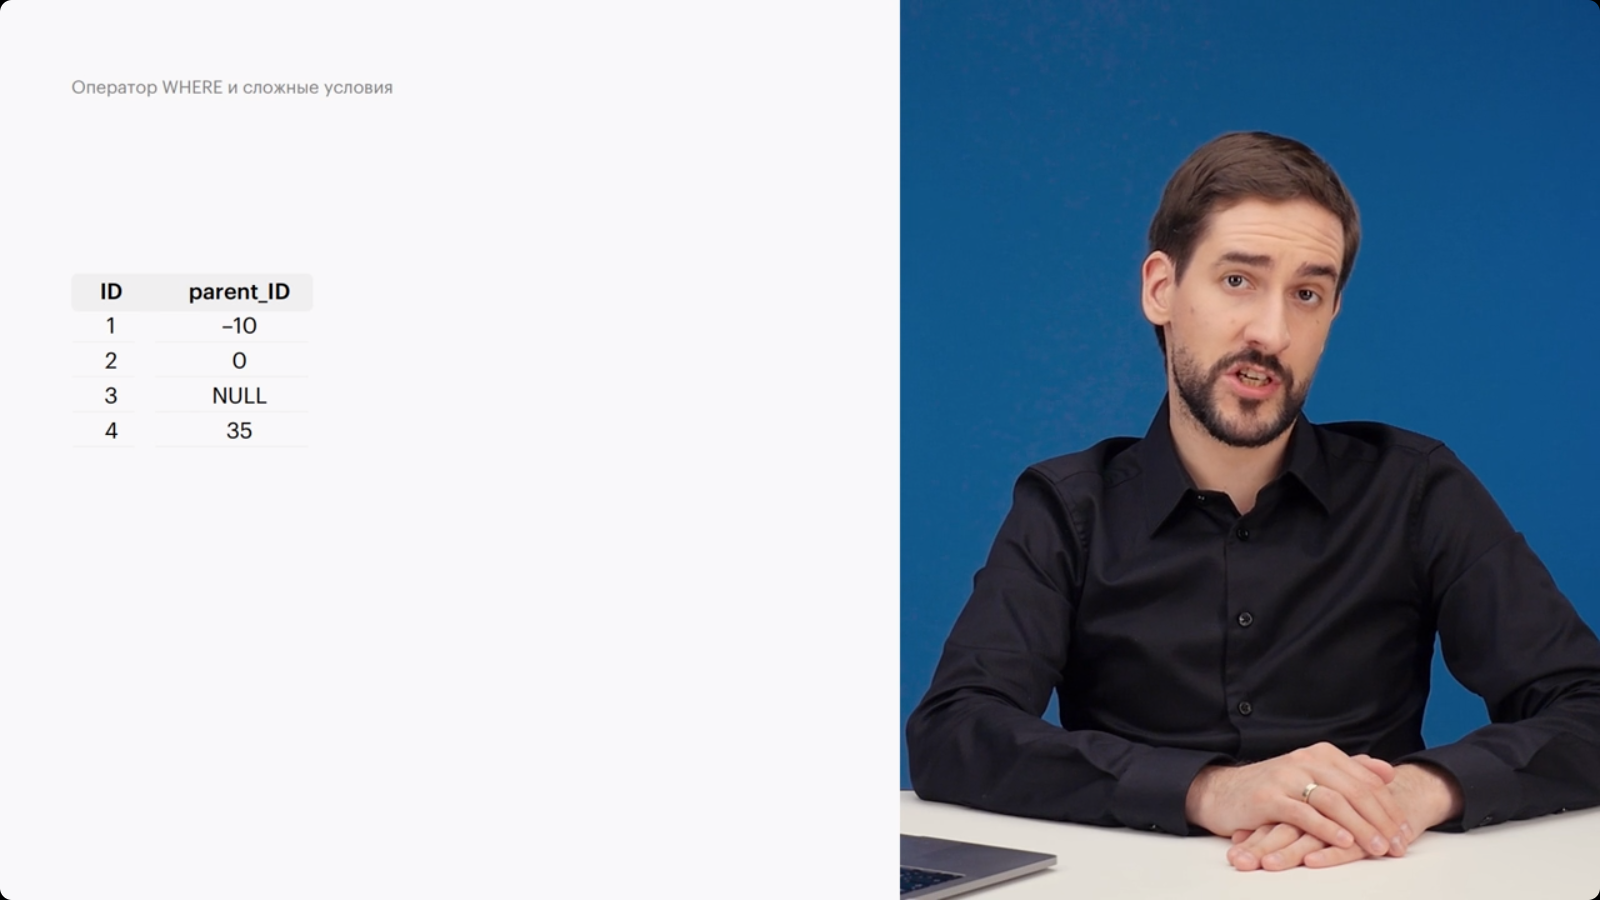 Оператор WHERE и сложные условия
ID parent_ID
1 –10
2 0
3 NULL
4 35